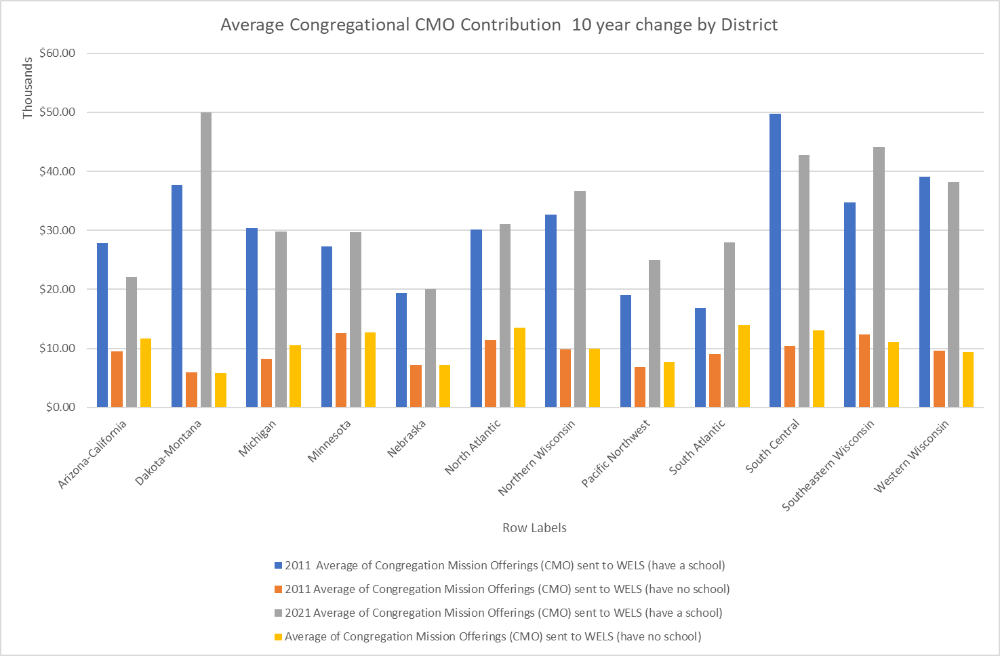 Average Congregational CMO Contribution  10 year change by District
Thousands
$60.00
$50.00
$40.00
$30.00
$20.00
$10.00
$0.00
Arizona-California
Dakota-Montana
Michigan
Minnesota
Nebraska
North Atlantic
Northern Wisconsin
Pacific Northwest
South Atlantic
South Central
Southeastern Wisconsin
Western Wisconsin
Row Labels
2011  Average of Congregation Mission Offerings (CMO) sent to WELS (have a school)
2011 Average of Congregation Mission Offerings (CMO) sent to WELS (have no school)
2021 Average of Congregation Mission Offerings (CMO) sent to WELS (have a school)
Average of Congregation Mission Offerings (CMO) sent to WELS (have no school)